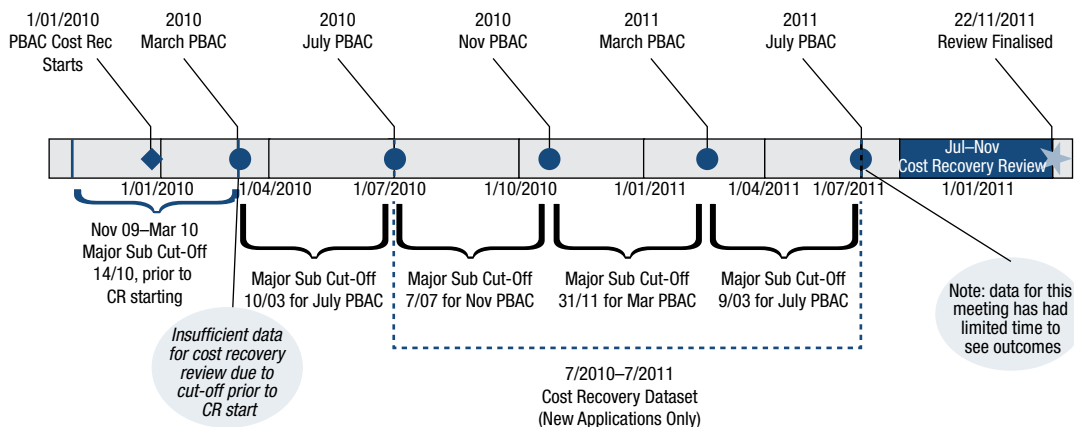 1/01/2010
PBAC Cost Rec
Starts
2010
March PBAC
2010
July PBAC
2010
Nov PBAC
2011
March PBAC
2011
July PBAC
22/11/2011
Review Finalised
Jul–Nov
Cost Recovery Review
1/01/2010
1/04/2010
1/07/2010
1/10/2010
1/01/2011
1/04/2011
1/07/2011
1/01/2011
Nov 09–Mar 10
Major Sub Cut-Off
14/10, prior to
CR starting
Major Sub Cut-Off
10/03 for July PBAC
Major Sub Cut-Off
7/07 for Nov PBAC
Major Sub Cut-Off
31/11 for Mar PBAC
Major Sub Cut-Off
9/03 for July PBAC
Note: data for this
meeting has had
limited time to
see outcomes
Insufficient data
for cost recovery
review due to
cut-off prior to
CR start
7/2010–7/2011
Cost Recovery Dataset
(New Applications Only)